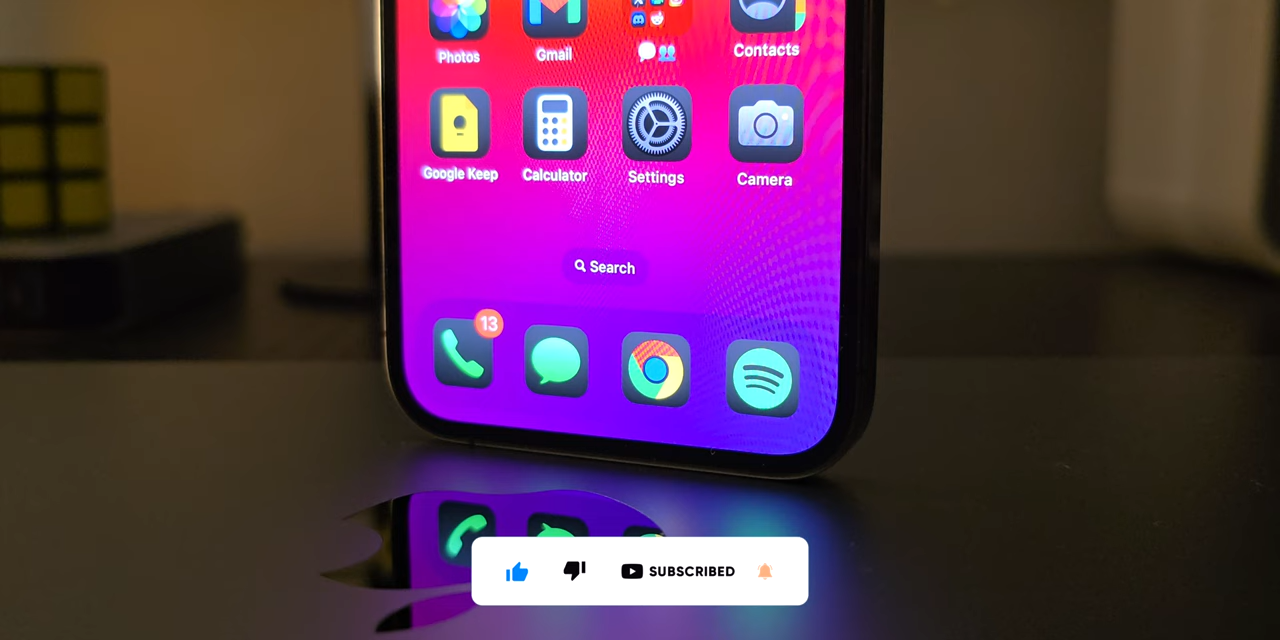 Photos
Gmail
Contacts
Google Keep
Calculator
Settings
Camera
Search
13
SUBSCRIBED